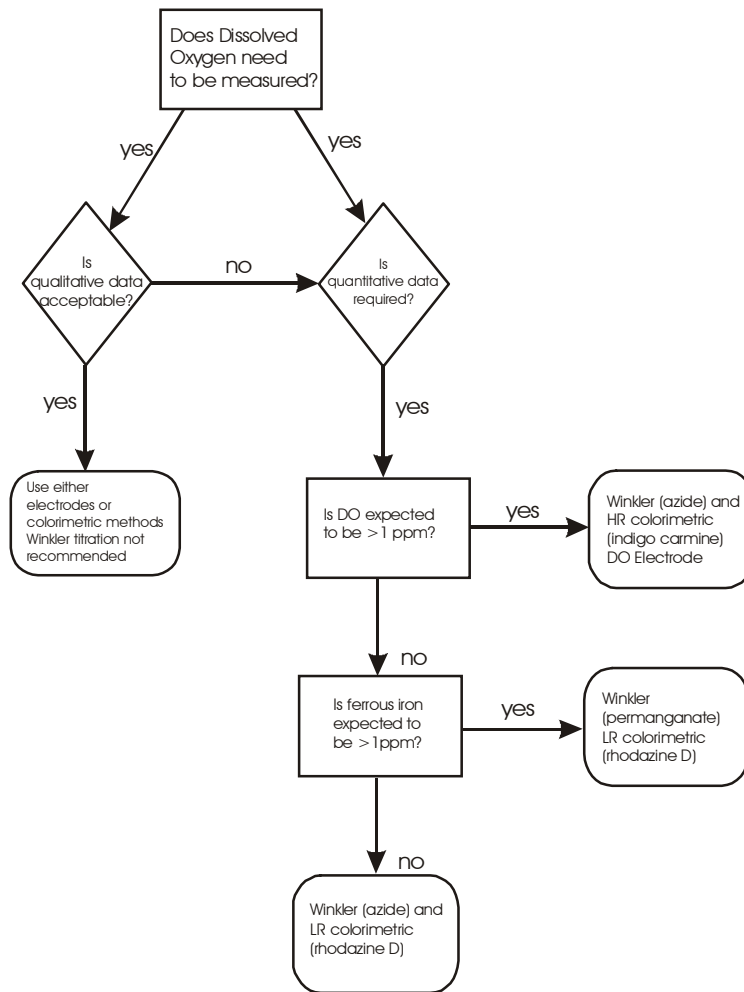 Does Dissolved
Oxygen need
to be measured?
yes
yes
Is
qualitative data
acceptable?
no
Is
quantitative data
required?
yes
yes
Use either
electrodes or
colorimetric methods
Winkler titration not
recommended
Is DO expected
to be >1 ppm?
yes
Winkler (azide) and
HR colorimetric
(indigo carmine)
DO Electrode
no
Is ferrous iron
expected to
be >1ppm?
yes
Winkler
(permanganate)
LR colorimetric
(rhodazine D)
no
Winkler (azide) and
LR colorimetric
(rhodazine D)